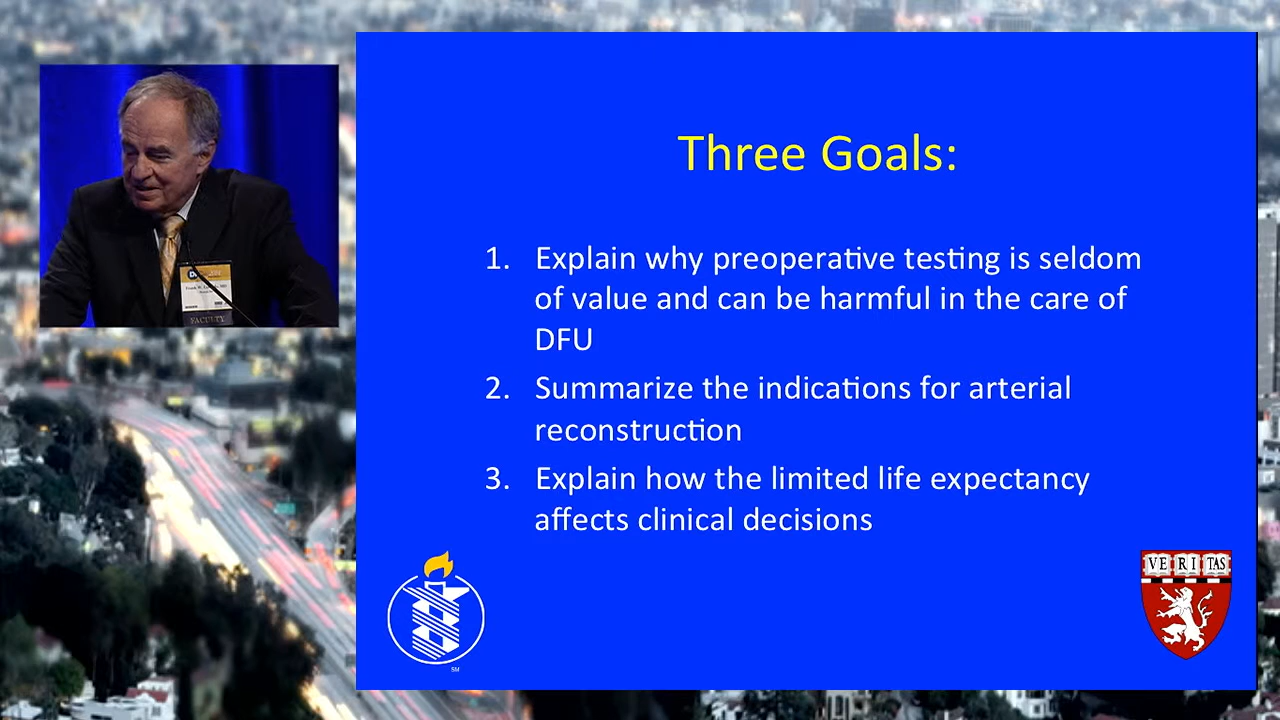 Three Goals:
1. Explain why preoperative testing is seldom
of value and can be harmful in the care of
DFU
2. Summarize the indications for arterial
reconstruction
3. Explain how the limited life expectancy
affects clinical decisions
SM
VE RI TAS
FACULTY